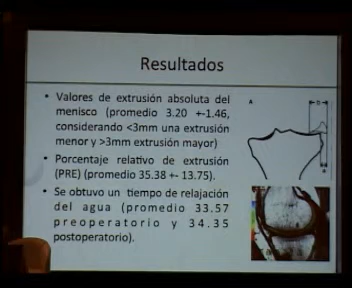 Resultados
• Valores de extrusión absoluta del
menisco (promedio 3.20 +-1.46,
considerando <3mm una extrusión
menor y >3mm extrusión mayor)
• Porcentaje relativo de extrusión
(PRE) (promedio 35.38 +- 13.75).
• Se obtuvo un tiempo de relajación
del agua (promedio 33.57
preoperatorio y 34.35
postoperatorio).
A
b